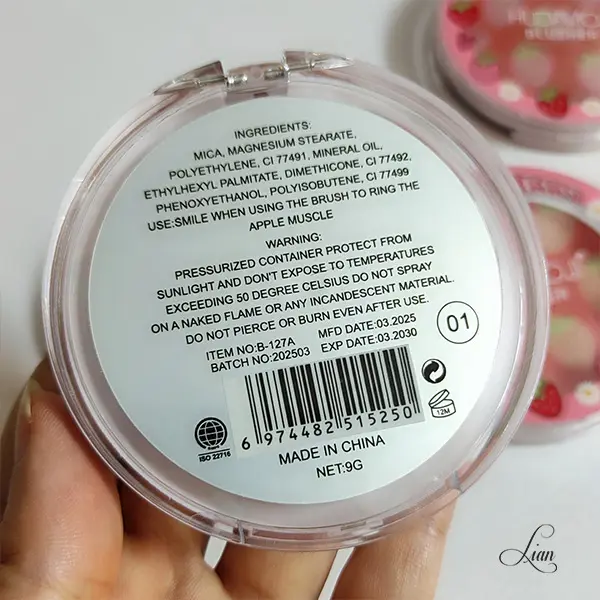 INGREDIENTS:
MICA, MAGNESIUM STEARATE,
POLYETHYLENE, CI 77491, MINERAL OIL,
ETHYLHEXYL PALMITATE, DIMETHICONE, CI 77492,
PHENOXYETHANOL, POLYISOBUTENE, CI 77499
USE:SMILE WHEN USING THE BRUSH TO RING THE
APPLE MUSCLE
WARNING:
PRESSURIZED CONTAINER PROTECT FROM
SUNLIGHT AND DON'T EXPOSE TO TEMPERATURES
EXCEEDING 50 DEGREE CELSIUS DO NOT SPRAY
ON A NAKED FLAME OR ANY INCANDESCENT MATERIAL.
DO NOT PIERCE OR BURN EVEN AFTER USE.
ITEM NO:B-127A MFD DATE:03.2025
BATCH NO:202503 EXP DATE:03.2030
01
12M
ISO 22716
6 974482 515250
MADE IN CHINA
NET:9G
Lian